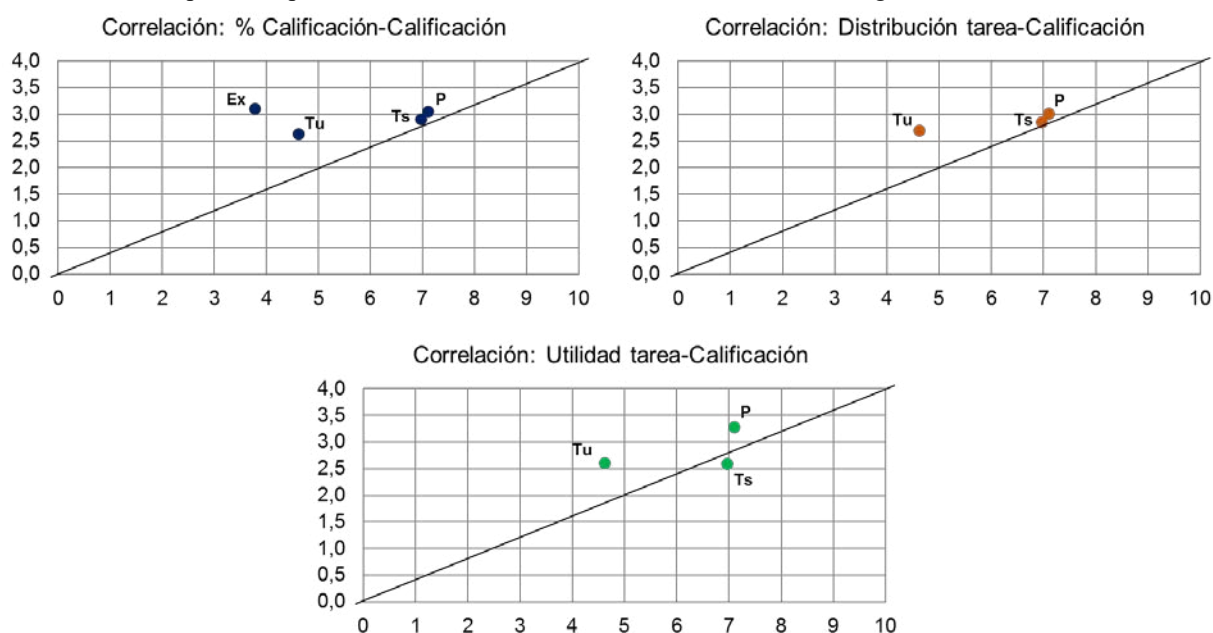 Correlación: % Calificación-Calificación
4,0
3,5
3,0
2,5
2,0
1,5
1,0
0,5
0,0
Ex
Tu
Ts
P
0 1 2 3 4 5 6 7 8 9 10
Correlación: Distribución tarea-Calificación
4,0
3,5
3,0
2,5
2,0
1,5
1,0
0,5
0,0
Tu
Ts
P
0 1 2 3 4 5 6 7 8 9 10
Correlación: Utilidad tarea-Calificación
4,0
3,5
3,0
2,5
2,0
1,5
1,0
0,5
0,0
Tu
P
Ts
0 1 2 3 4 5 6 7 8 9 10